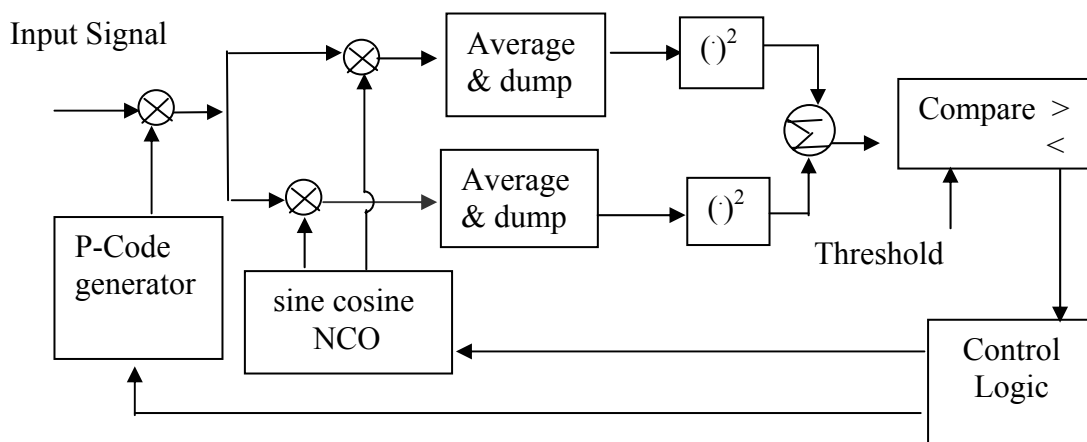 Input Signal
Average
& dump
(·)²
Compare >
<
Average
& dump
(·)²
Σ
P-Code
generator
Threshold
sine cosine
NCO
Control
Logic